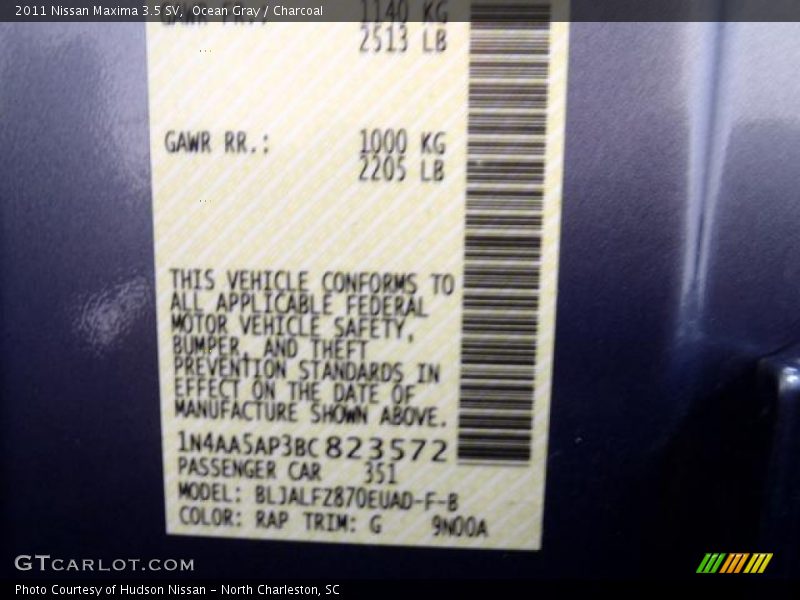 2011 Nissan Maxima 3.5 SV, Ocean Gray / Charcoal
1140 KG
2513 LB
GAWR RR.: 1000 KG
2205 LB
THIS VEHICLE CONFORMS TO
ALL APPLICABLE FEDERAL
MOTOR VEHICLE SAFETY,
BUMPER, AND THEFT
PREVENTION STANDARDS IN
EFFECT ON THE DATE OF
MANUFACTURE SHOWN ABOVE.
1N4AA5AP3BC823572
PASSENGER CAR 351
MODEL: BLJALFZ870EUAD-F-B
COLOR: RAP TRIM: G 9N00A
GTCARLOT.COM
Photo Courtesy of Hudson Nissan - North Charleston, SC